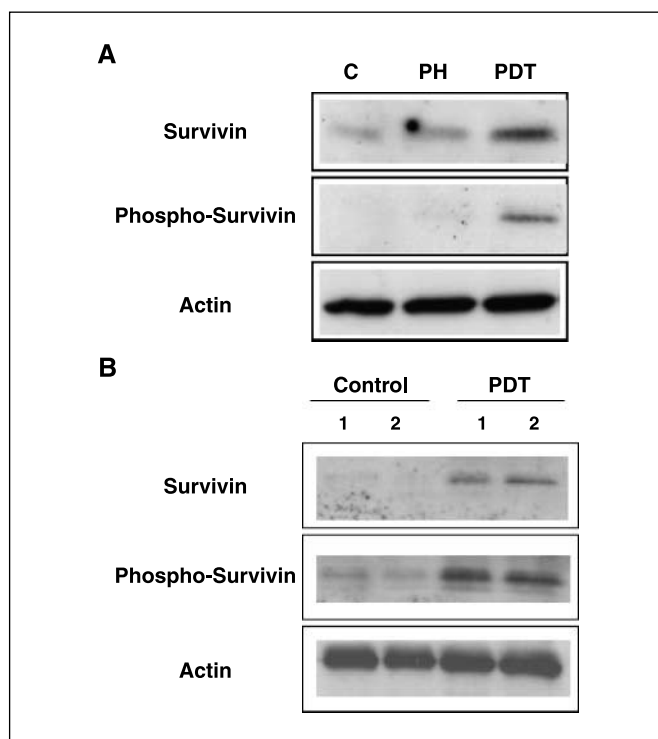 A
C PH PDT
Survivin
Phospho-Survivin
Actin
B
Control PDT
1 2 1 2
Survivin
Phospho-Survivin
Actin